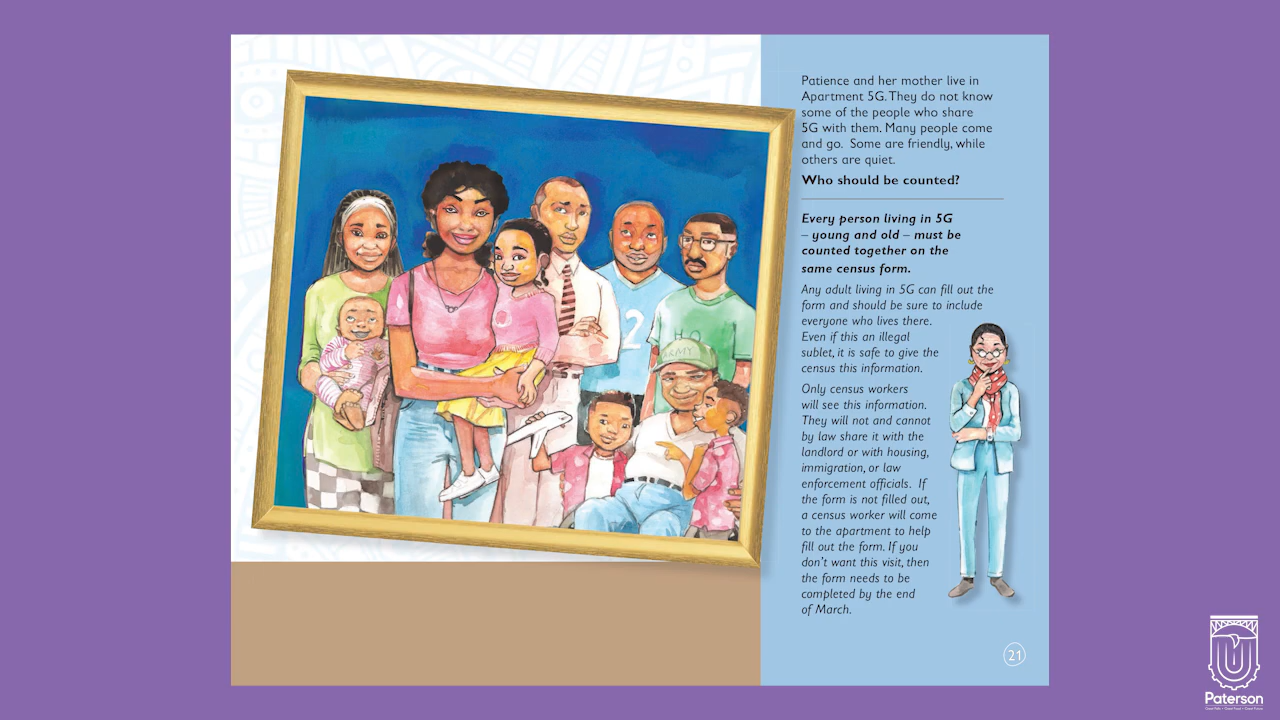 Patience and her mother live in
Apartment 5G. They do not know
some of the people who share
5G with them. Many people come
and go.  Some are friendly, while
others are quiet.
Who should be counted?
Every person living in 5G
– young and old – must be
counted together on the
same census form.
Any adult living in 5G can fill out the
form and should be sure to include
everyone who lives there.
Even if this an illegal
sublet, it is safe to give the
census this information.
Only census workers
will see this information.
They will not and cannot
by law share it with the
landlord or with housing,
immigration, or law
enforcement officials.  If
the form is not filled out,
a census worker will come
to the apartment to help
fill out the form. If you
don't want this visit, then
the form needs to be
completed by the end
of March.
2
HO
ARMY
21
Paterson